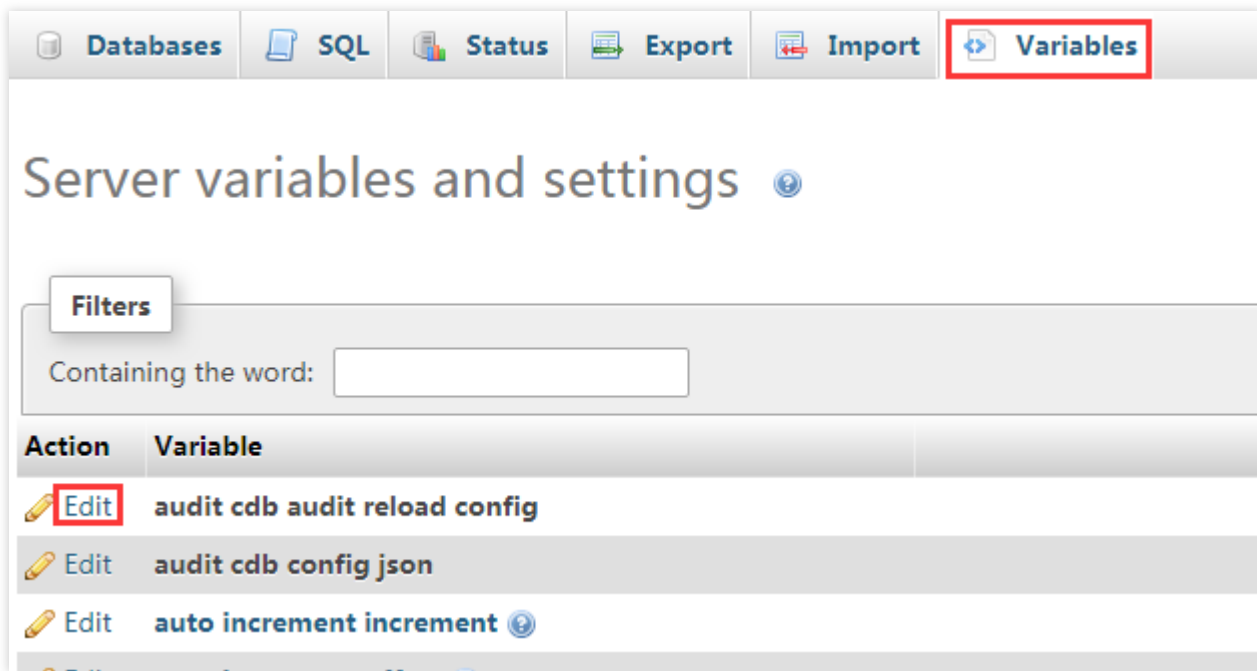 Databases SQL Status Export Import Variables
Server variables and settings
Filters
Containing the word:
Action Variable
Edit audit cdb audit reload config
Edit audit cdb config json
Edit auto increment increment